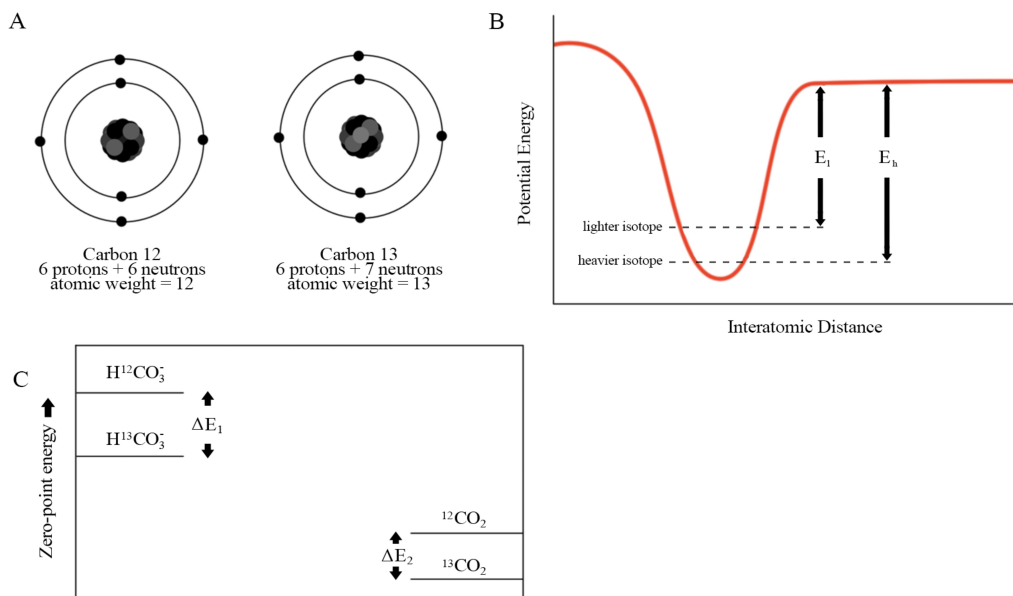 A
Carbon 12
6 protons + 6 neutrons
atomic weight = 12
Carbon 13
6 protons + 7 neutrons
atomic weight = 13
B
Potential Energy
E₁
Eₕ
lighter isotope
heavier isotope
Interatomic Distance
C
Zero-point energy
H¹²CO₃⁻
H¹³CO₃⁻
ΔE₁
¹²CO₂
¹³CO₂
ΔE₂